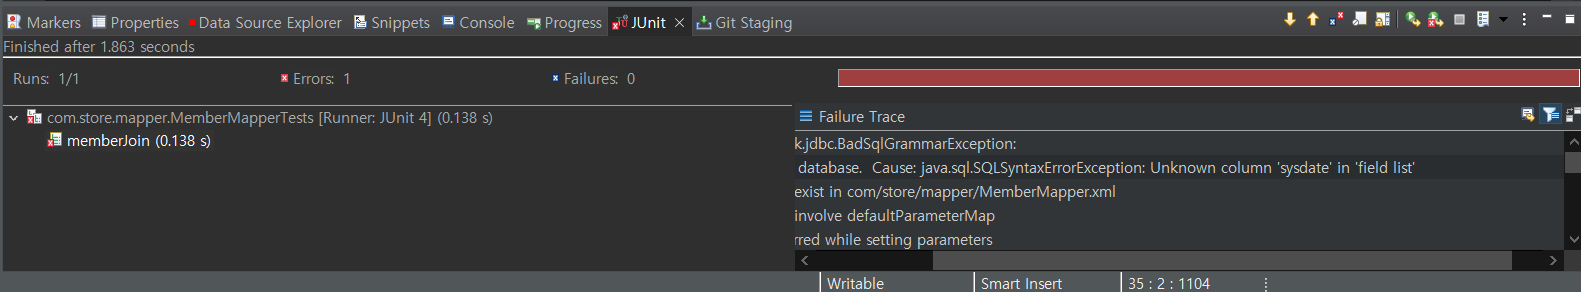 Markers Properties Data Source Explorer Snippets Console Progress JUnit Git Staging
Finished after 1.863 seconds
Runs: 1/1 Errors: 1 Failures: 0
com.store.mapper.MemberMapperTests [Runner: JUnit 4] (0.138 s)
memberJoin (0.138 s)
Failure Trace
k.jdbc.BadSqlGrammarException:
database. Cause: java.sql.SQLSyntaxErrorException: Unknown column 'sysdate' in 'field list'
exist in com/store/mapper/MemberMapper.xml
involve defaultParameterMap
rred while setting parameters
Writable Smart Insert 35 : 2 : 1104